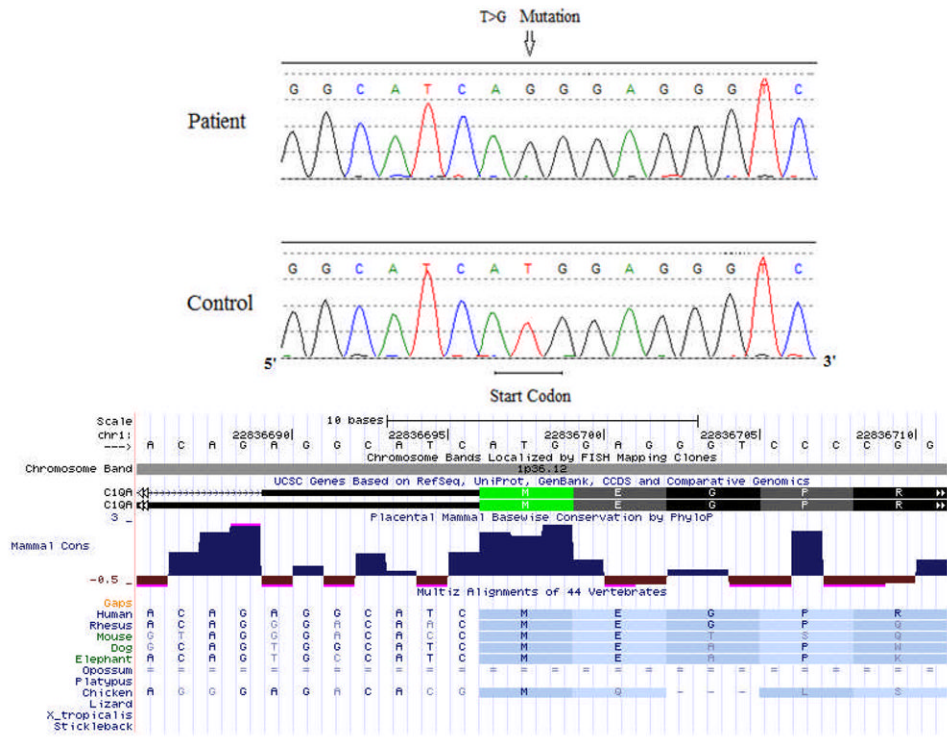 T>G Mutation
G G C A T C A G G G A G G G T C
Patient
G G C A T C A T G G A G G G T C
Control
5' 3'
Start Codon
Scale 10 bases
chr1: 22836690| 22836695| 22836700| 22836705| 22836710|
---> A C A G A G G C A T C A T G G A G G G T C C C C G G
Chromosome Bands Localized by FISH Mapping Clones
Chromosome Band 1p36.12
UCSC Genes Based on RefSeq, UniProt, GenBank, CCDS and Comparative Genomics
C1QA M E G P R
C1QA M E G P R
3 _ Placental Mammal Basewise Conservation by PhyloP
Mammal Cons
-0.5 _
Multiz Alignments of 44 Vertebrates
Gaps
Human A C A G A G G C A T C M E G P R
Rhesus A C A G G G A C A A C M E G P G
Mouse G T A G G G A C A C C M E T S Q
Dog G C A G T G G C A T C M E A P W
Elephant A C A G T G C C A T C M E A P K
Opossum = = = = = = = = = = = = = = = = = = = = = = = = = =
Platypus
Chicken A G G G A G A C A C G M Q - - - L S
Lizard
X_tropicalis
Stickleback